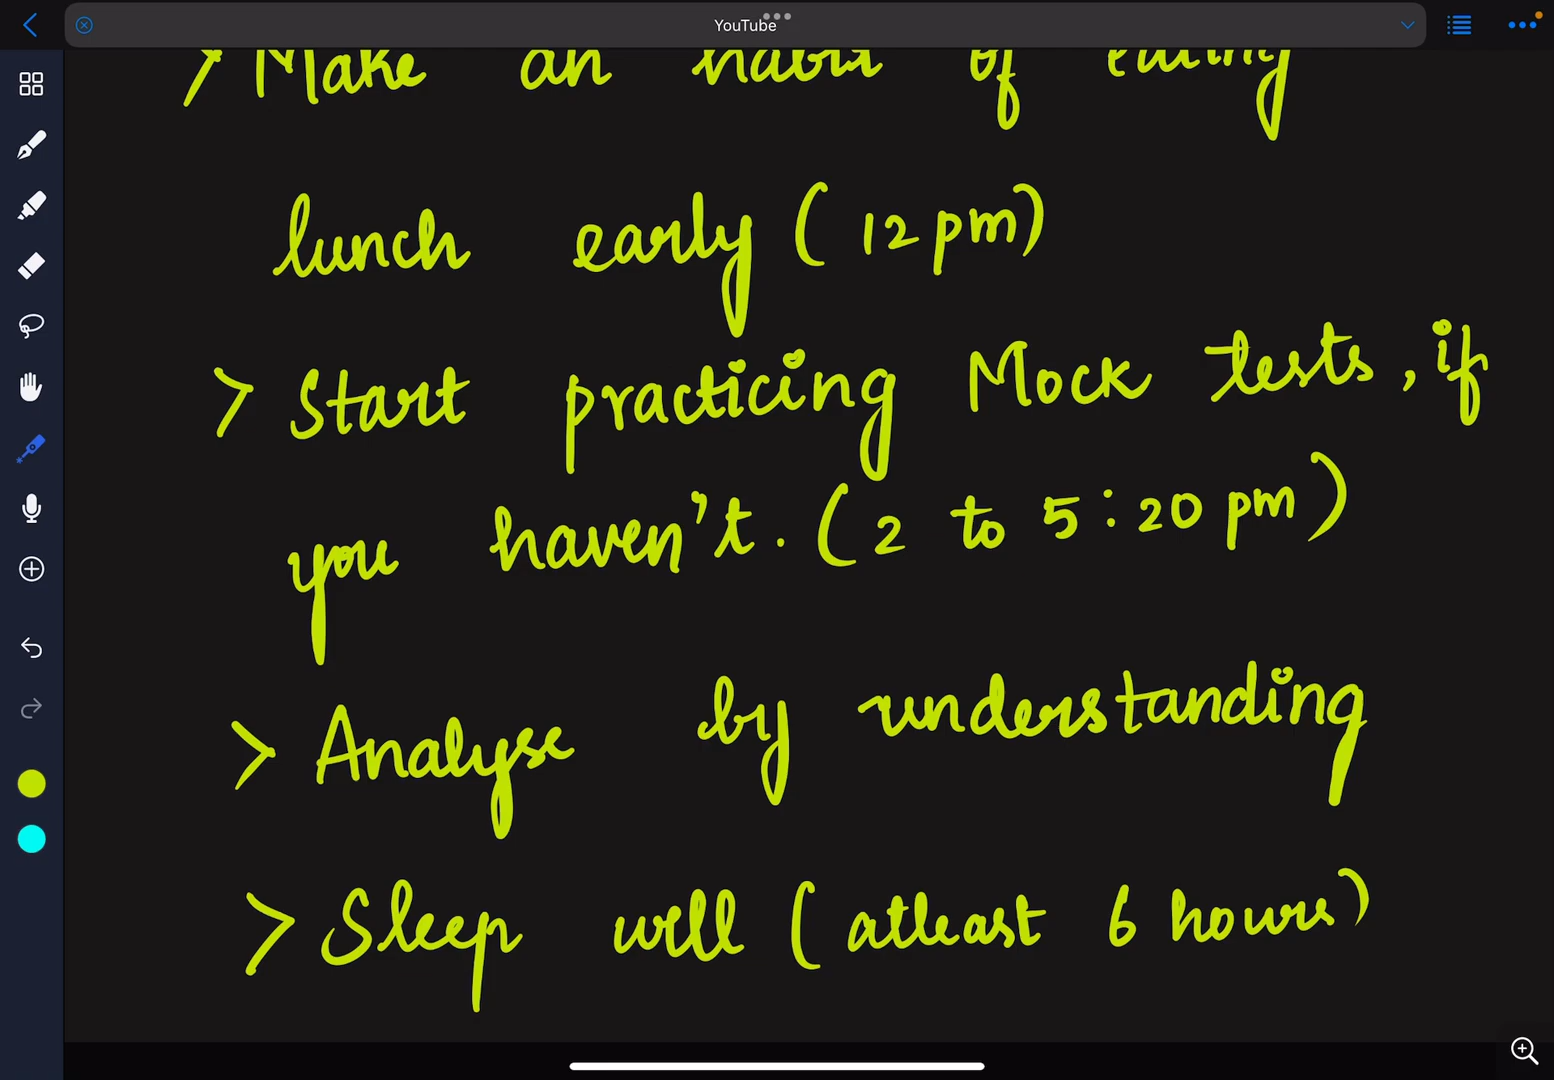 YouTube
> Make an habit of eating
lunch early ( 12 pm)
> Start practicing Mock tests, if
you haven't. (2 to 5:20 pm)
> Analyse by understanding
> Sleep well ( atleast 6 hours)